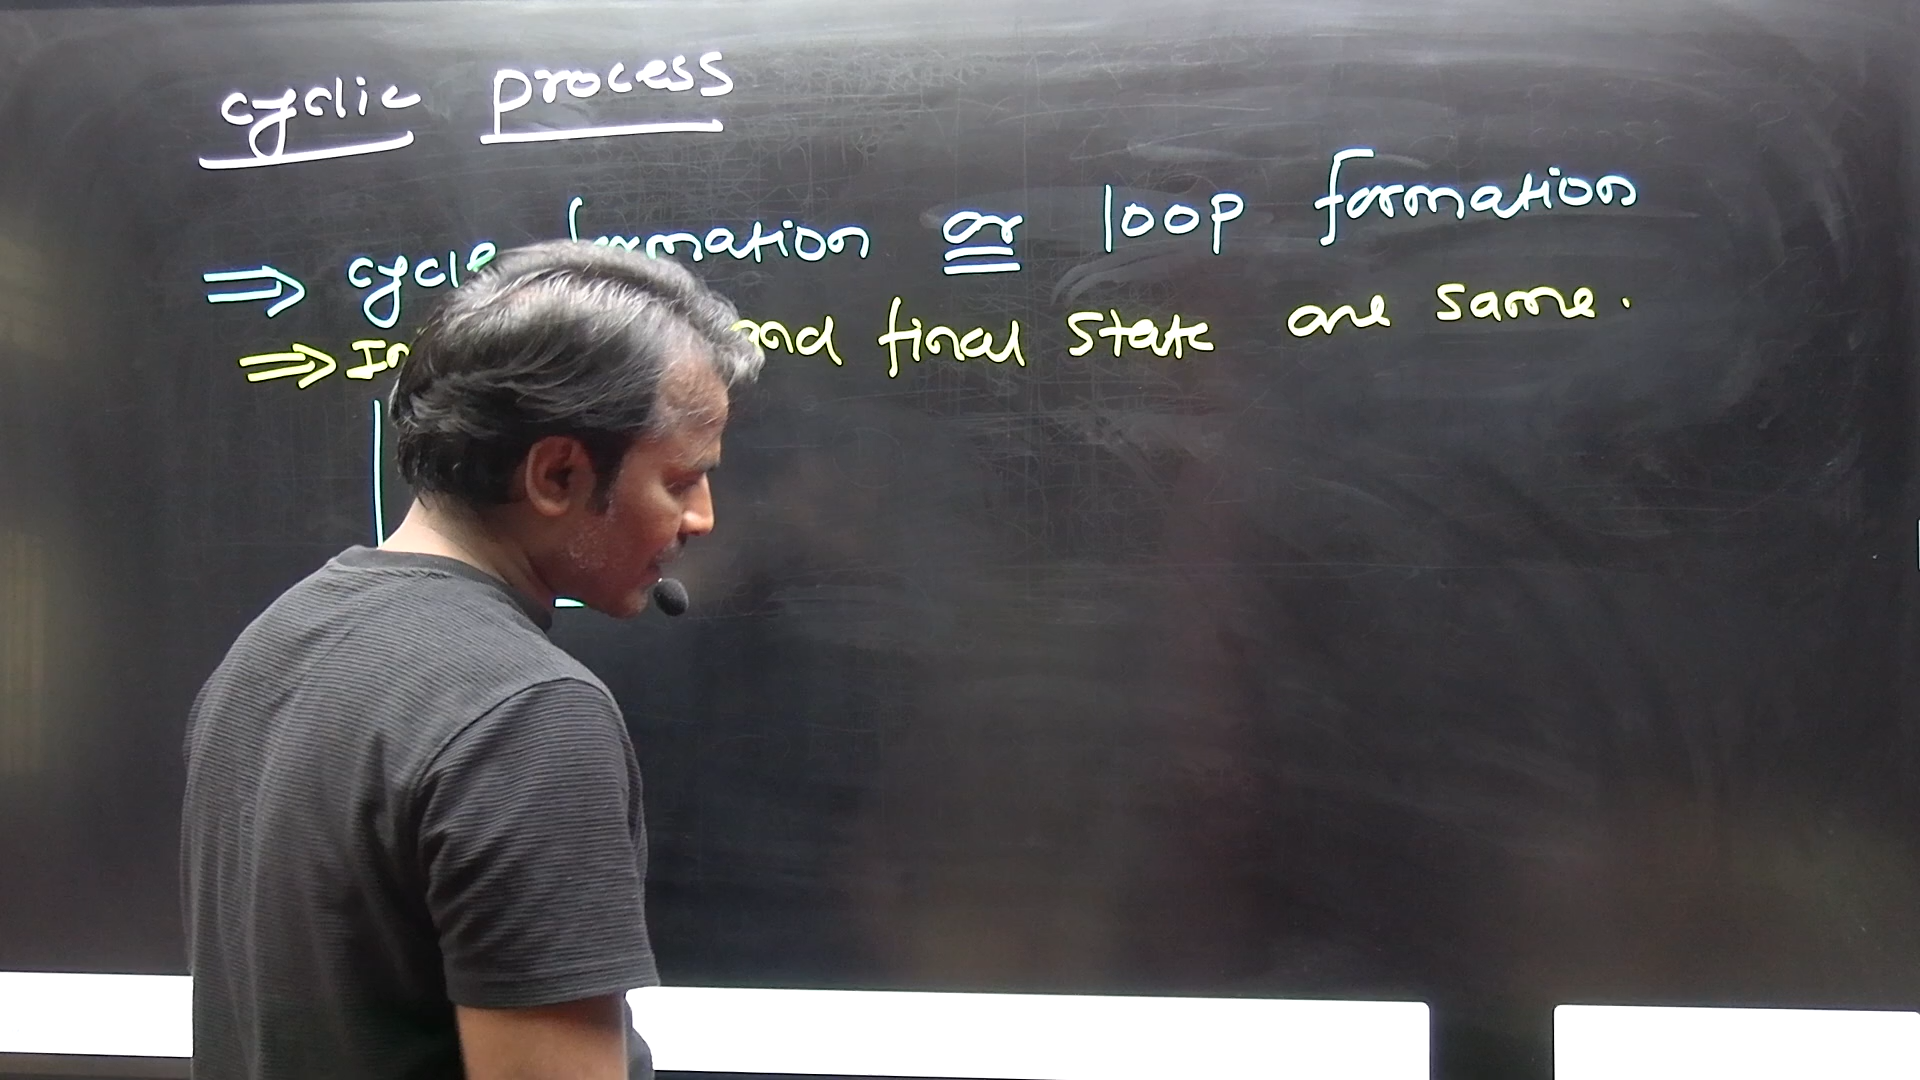 cyclic process
⇒ cycle formation or loop formation
⇒ and final state are same.